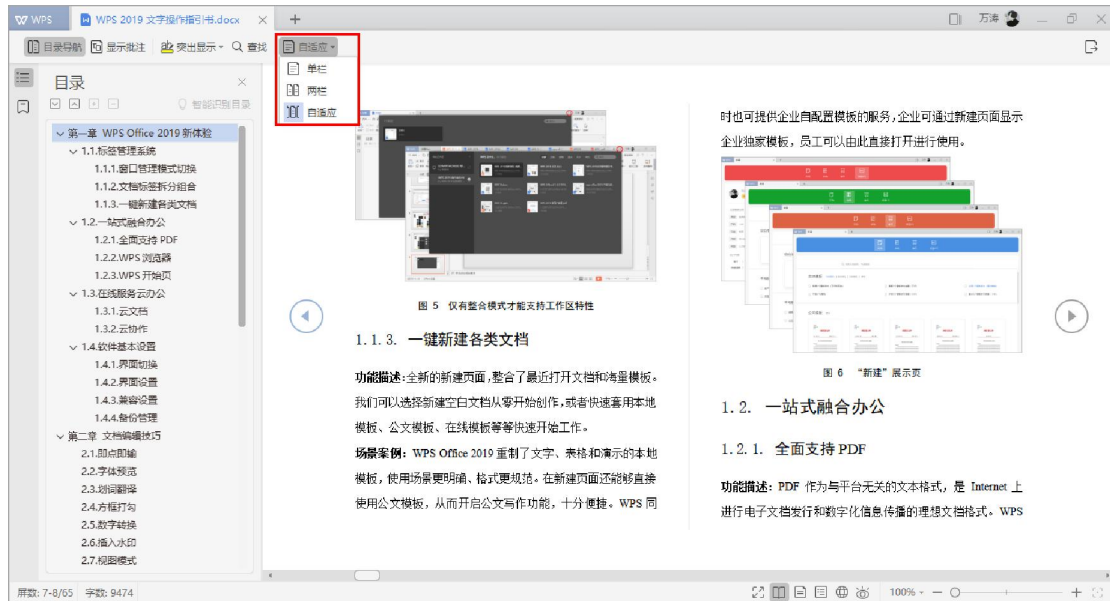 WPS
WPS 2019 文字操作指引书.docx
万涛
目录导航 显示批注 突出显示 查找 自适应
单栏
两栏
自适应
目录
智能识别目录
第一章 WPS Office 2019 新体验
1.1.标签管理系统
1.1.1.窗口管理模式切换
1.1.2.文档标签拆分组合
1.1.3.一键新建各类文档
1.2.一站式融合办公
1.2.1.全面支持 PDF
1.2.2.WPS 浏览器
1.2.3.WPS 开始页
1.3.在线服务云办公
1.3.1.云文档
1.3.2.云协作
1.4.软件基本设置
1.4.1.界面切换
1.4.2.界面设置
1.4.3.兼容设置
1.4.4.备份管理
第二章 文档编辑技巧
2.1.即点即输
2.2.字体预览
2.3.划词翻译
2.4.方框打勾
2.5.数字转换
2.6.插入水印
2.7.视图模式
图 5 仅有整合模式才能支持工作区特性
1.1.3. 一键新建各类文档
功能描述:全新的新建页面,整合了最近打开文档和海量模板。
我们可以选择新建空白文档从零开始创作,或者快速套用本地
模板、公文模板、在线模板等等快速开始工作。
场景案例: WPS Office 2019 重制了文字、表格和演示的本地
模板,使用场景更明确、格式更规范。在新建页面还能够直接
使用公文模板,从而开启公文写作功能,十分便捷。WPS 同
时也可提供企业自配置模板的服务,企业可通过新建页面显示
企业独家模板,员工可以由此直接打开进行使用。
图 6 “新建”展示页
1.2. 一站式融合办公
1.2.1. 全面支持 PDF
功能描述: PDF 作为与平台无关的文本格式,是 Internet 上
进行电子文档发行和数字化信息传播的理想文档格式。WPS
屏数: 7-8/65 字数: 9474
100%